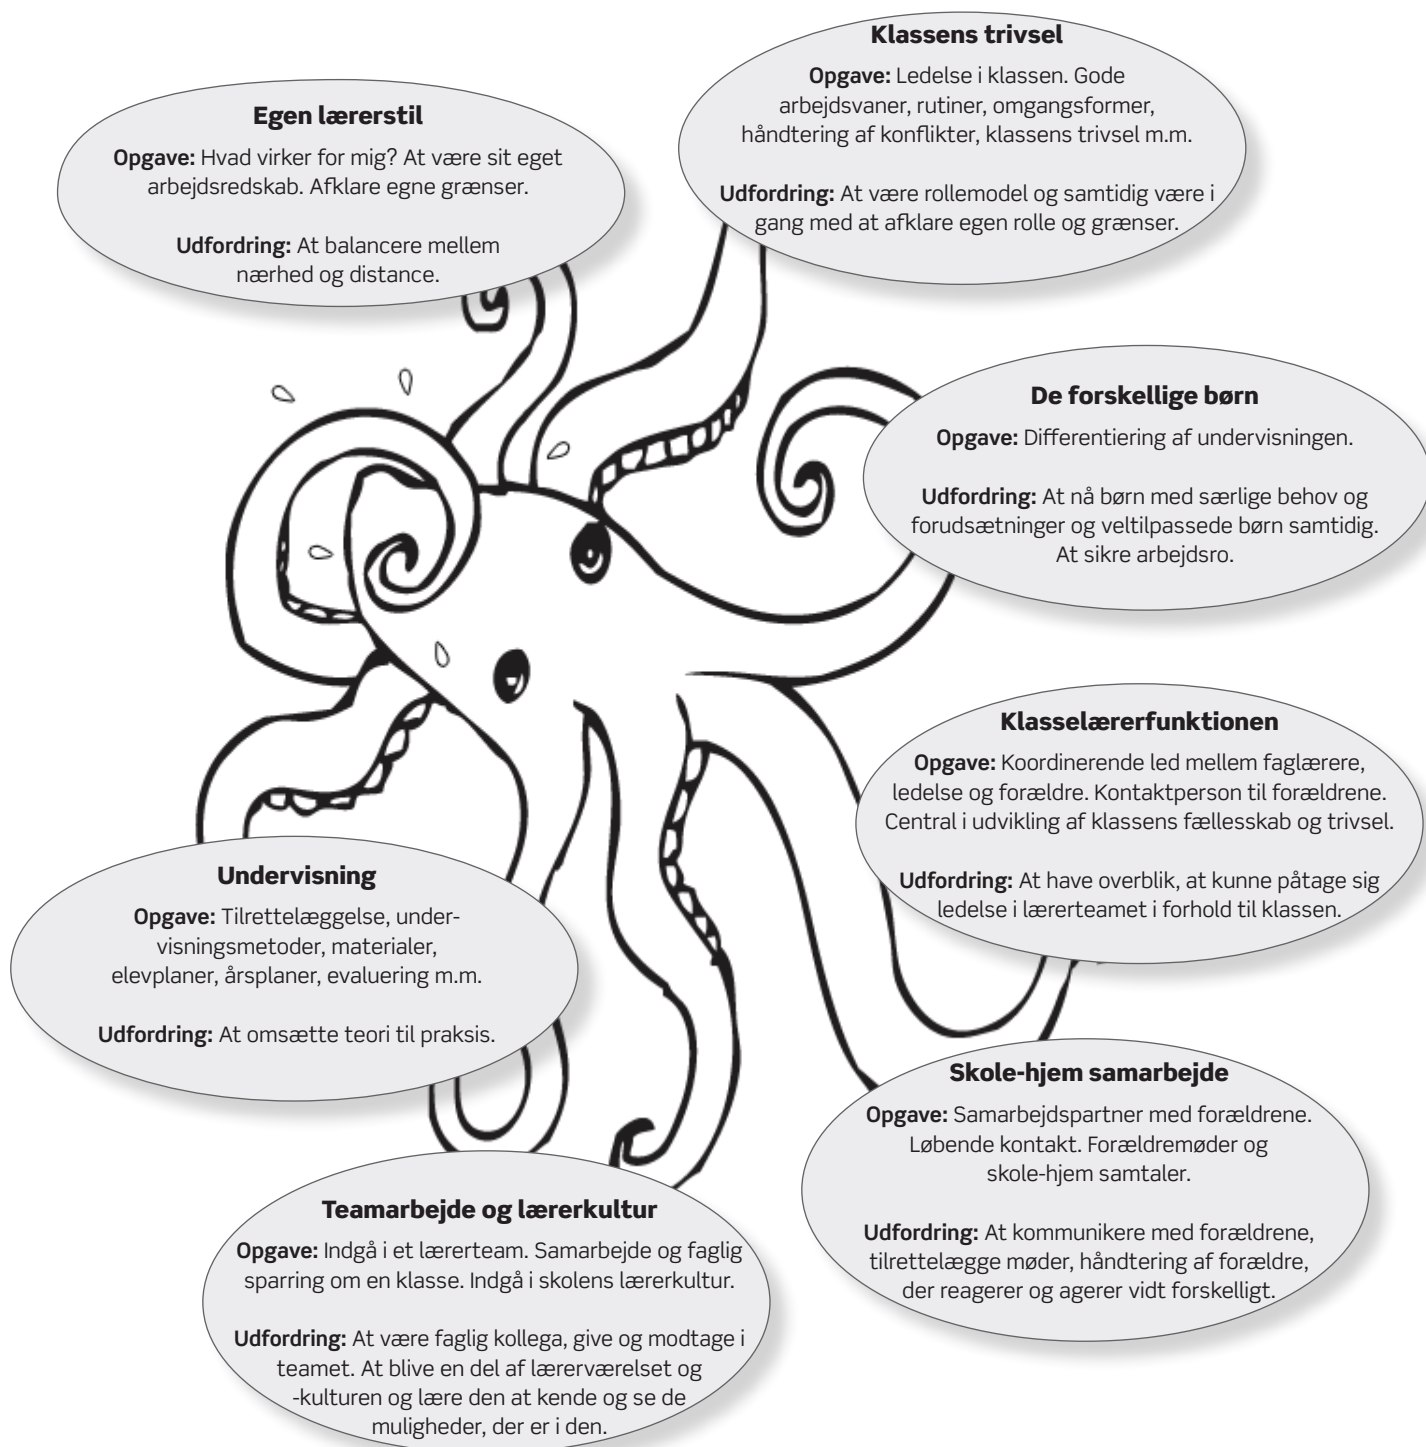 Klassens trivsel
Opgave: Ledelse i klassen. Gode
arbejdsvaner, rutiner, omgangsformer,
håndtering af konflikter, klassens trivsel m.m.
Udfordring: At være rollemodel og samtidig være i
gang med at afklare egen rolle og grænser.
Egen lærerstil
Opgave: Hvad virker for mig? At være sit eget
arbejdsredskab. Afklare egne grænser.
Udfordring: At balancere mellem
nærhed og distance.
De forskellige børn
Opgave: Differentiering af undervisningen.
Udfordring: At nå børn med særlige behov og
forudsætninger og veltilpassede børn samtidig.
At sikre arbejdsro.
Klasselærerfunktionen
Opgave: Koordinerende led mellem faglærere,
ledelse og forældre. Kontaktperson til forældrene.
Central i udvikling af klassens fællesskab og trivsel.
Udfordring: At have overblik, at kunne påtage sig
ledelse i lærerteamet i forhold til klassen.
Undervisning
Opgave: Tilrettelæggelse, under-
visningsmetoder, materialer,
elevplaner, årsplaner, evaluering m.m.
Udfordring: At omsætte teori til praksis.
Skole-hjem samarbejde
Opgave: Samarbejdspartner med forældrene.
Løbende kontakt. Forældremøder og
skole-hjem samtaler.
Udfordring: At kommunikere med forældrene,
tilrettelægge møder, håndtering af forældre,
der reagerer og agerer vidt forskelligt.
Teamarbejde og lærerkultur
Opgave: Indgå i et lærerteam. Samarbejde og faglig
sparring om en klasse. Indgå i skolens lærerkultur.
Udfordring: At være faglig kollega, give og modtage i
teamet. At blive en del af lærerværelset og
-kulturen og lære den at kende og se de
muligheder, der er i den.